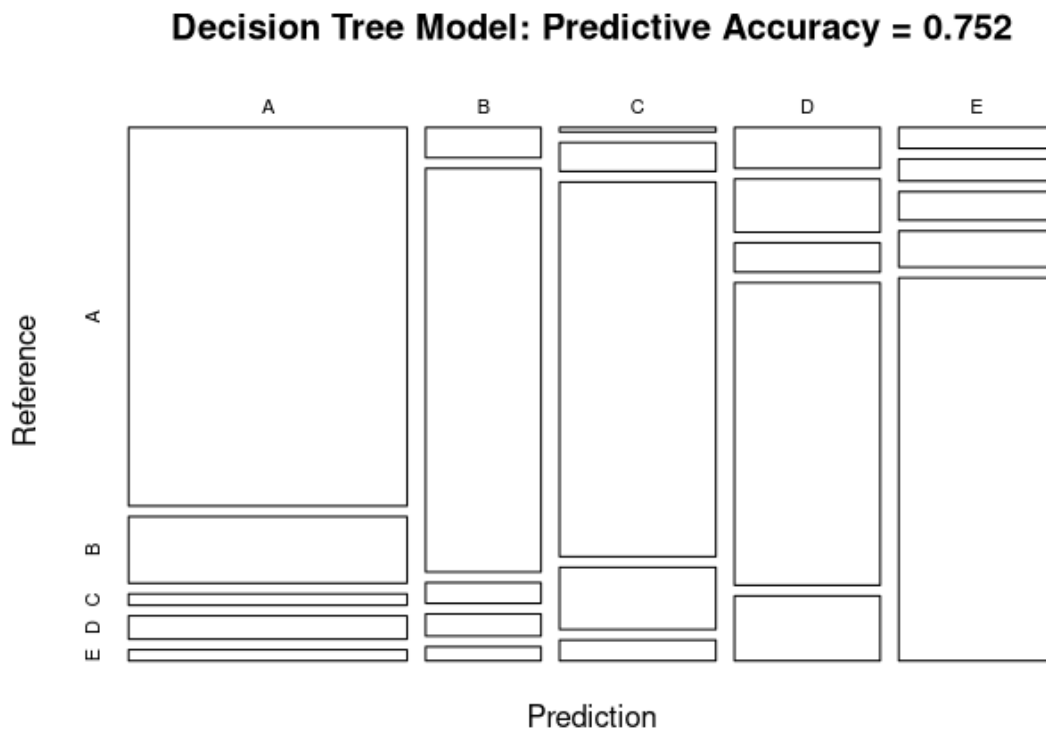 Decision Tree Model: Predictive Accuracy = 0.752
A B C D E
Reference
A
B
C
D
E
Prediction